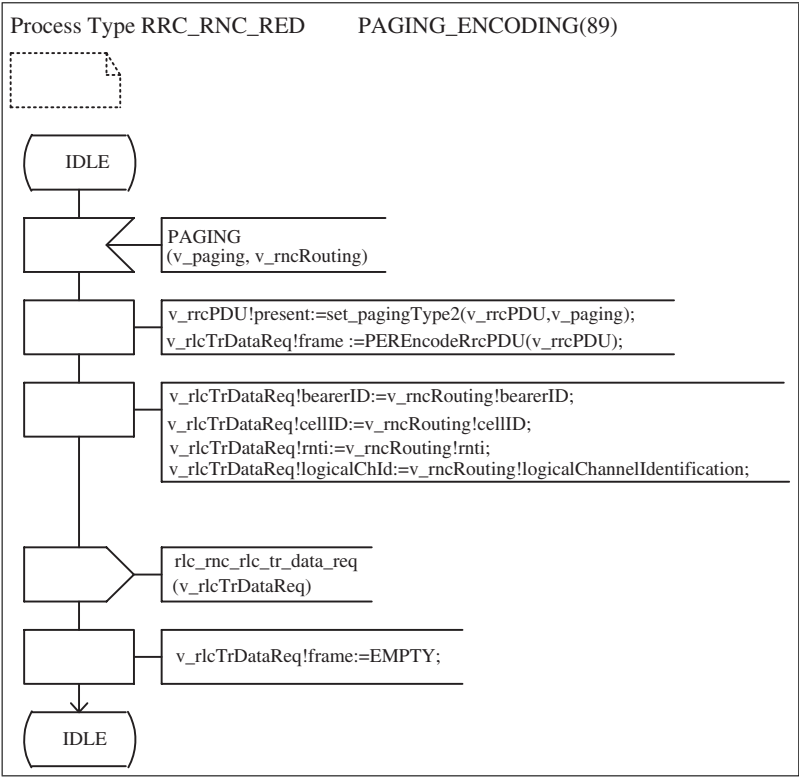 Process Type RRC_RNC_RED PAGING_ENCODING(89)
IDLE
PAGING
(v_paging, v_rncRouting)
v_rrcPDU!present:=set_pagingType2(v_rrcPDU,v_paging);
v_rlcTrDataReq!frame :=PEREncodeRrcPDU(v_rrcPDU);
v_rlcTrDataReq!bearerID:=v_rncRouting!bearerID;
v_rlcTrDataReq!cellID:=v_rncRouting!cellID;
v_rlcTrDataReq!rnti:=v_rncRouting!rnti;
v_rlcTrDataReq!logicalChId:=v_rncRouting!logicalChannelIdentification;
rlc_rnc_rlc_tr_data_req
(v_rlcTrDataReq)
v_rlcTrDataReq!frame:=EMPTY;
IDLE